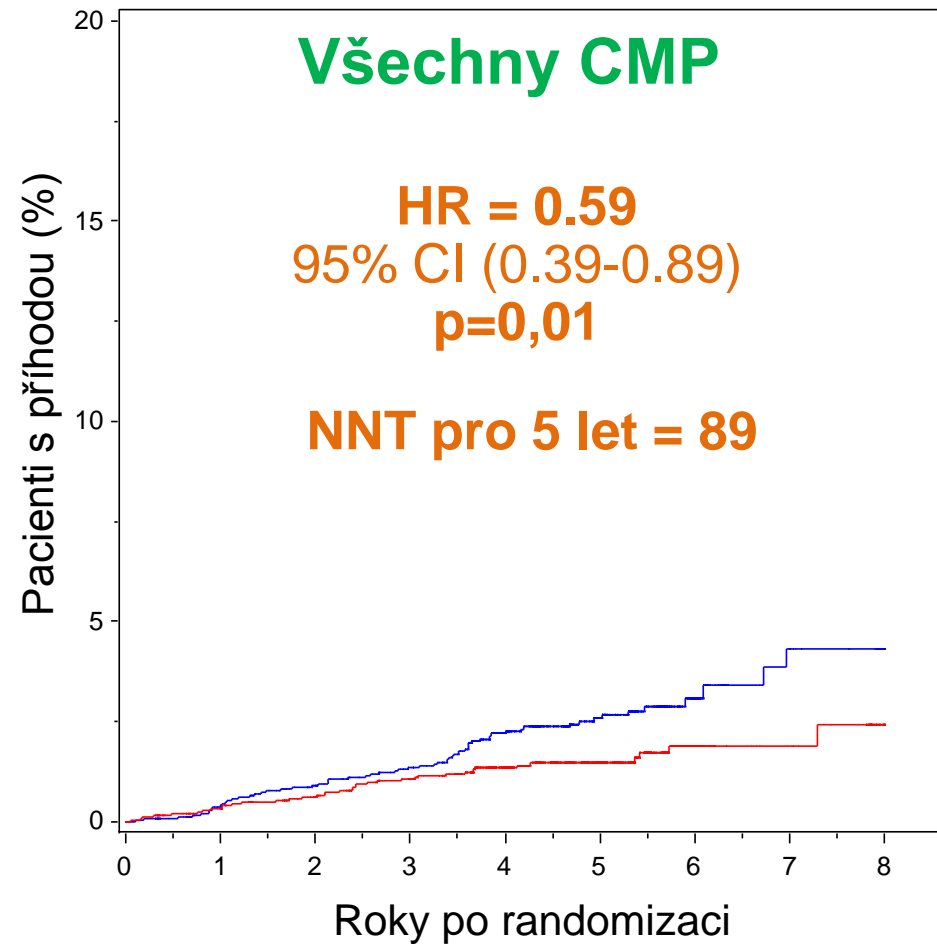 Všechny CMP
HR = 0.59
95% CI (0.39-0.89)
p=0,01
NNT pro 5 let = 89
Pacienti s příhodou (%)
20
15
10
5
0
0 1 2 3 4 5 6 7 8
Roky po randomizaci